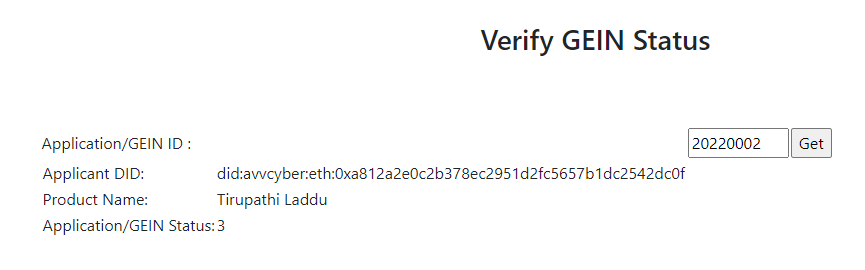 Verify GEIN Status
Application/GEIN ID : 20220002 Get
Applicant DID: did:avvcyber:eth:0xa812a2e0c2b378ec2951d2fc5657b1dc2542dc0f
Product Name: Tirupathi Laddu
Application/GEIN Status: 3